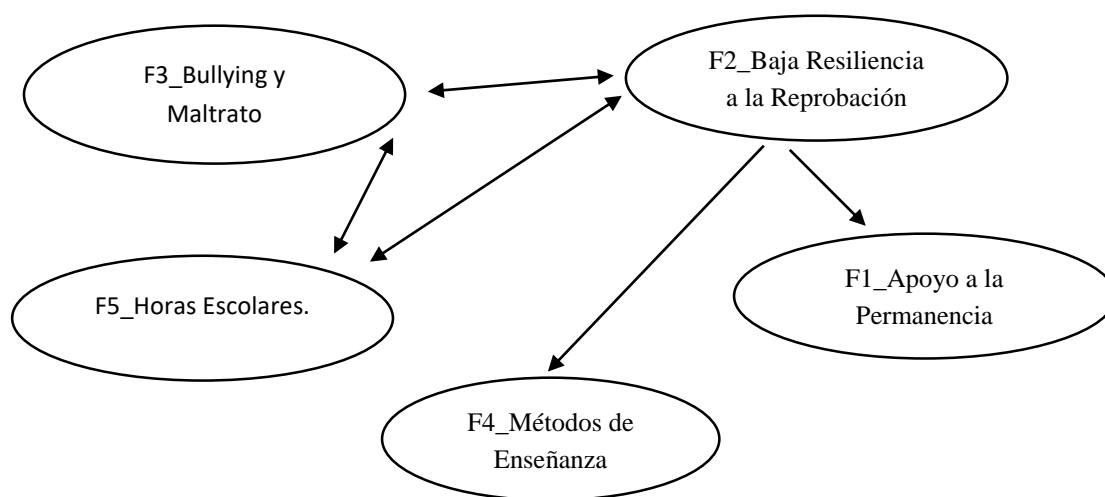 F3_Bullying y
Maltrato
F2_Baja Resiliencia
a la Reprobación
F5_Horas Escolares.
F1_Apoyo a la
Permanencia
F4_Métodos de
Enseñanza